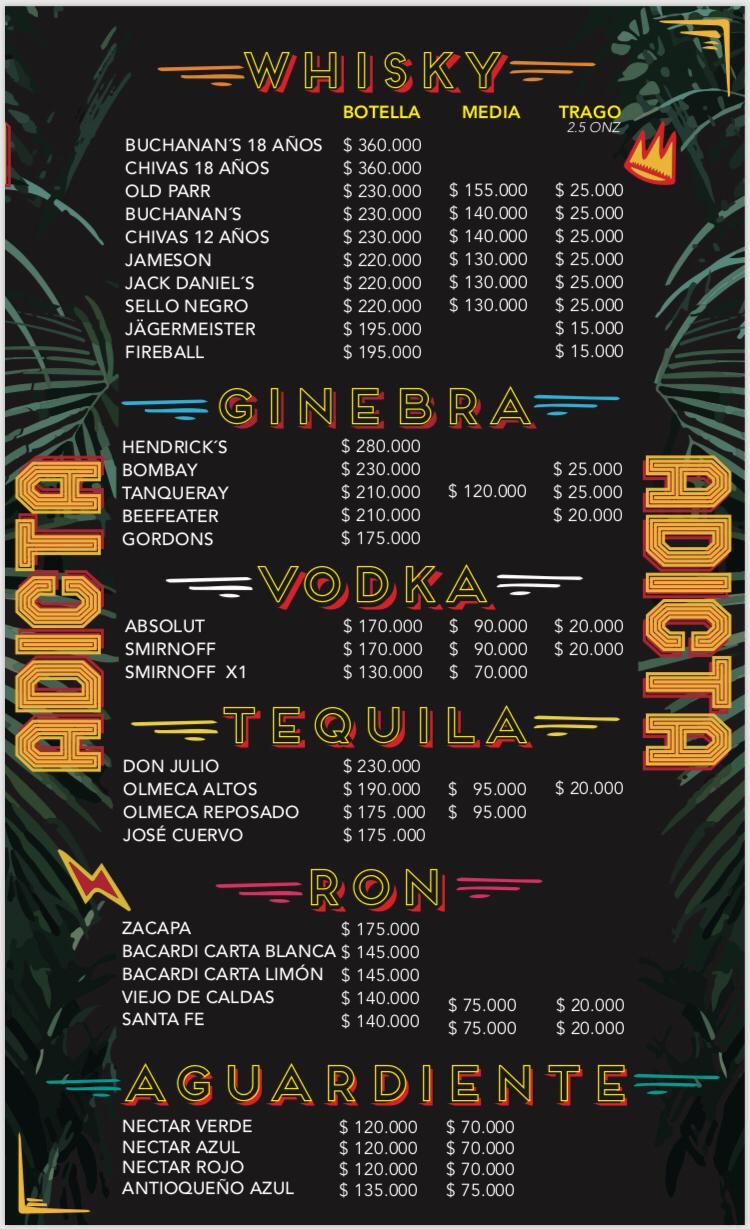 WHISKY
BOTELLA MEDIA TRAGO
2.5 ONZ
BUCHANAN´S 18 AÑOS $ 360.000
CHIVAS 18 AÑOS $ 360.000
OLD PARR $ 230.000 $ 155.000 $ 25.000
BUCHANAN´S $ 230.000 $ 140.000 $ 25.000
CHIVAS 12 AÑOS $ 230.000 $ 140.000 $ 25.000
JAMESON $ 220.000 $ 130.000 $ 25.000
JACK DANIEL´S $ 220.000 $ 130.000 $ 25.000
SELLO NEGRO $ 220.000 $ 130.000 $ 25.000
JÄGERMEISTER $ 195.000 $ 15.000
FIREBALL $ 195.000 $ 15.000
GINEBRA
HENDRICK´S $ 280.000
BOMBAY $ 230.000 $ 25.000
TANQUERAY $ 210.000 $ 120.000 $ 25.000
BEEFEATER $ 210.000 $ 20.000
GORDONS $ 175.000
VODKA
ABSOLUT $ 170.000 $ 90.000 $ 20.000
SMIRNOFF $ 170.000 $ 90.000 $ 20.000
SMIRNOFF X1 $ 130.000 $ 70.000
TEQUILA
DON JULIO $ 230.000
OLMECA ALTOS $ 190.000 $ 95.000 $ 20.000
OLMECA REPOSADO $ 175 .000 $ 95.000
JOSÉ CUERVO $ 175 .000
RON
ZACAPA $ 175.000
BACARDI CARTA BLANCA $ 145.000
BACARDI CARTA LIMÓN $ 145.000
VIEJO DE CALDAS $ 140.000 $ 75.000 $ 20.000
SANTA FE $ 140.000 $ 75.000 $ 20.000
AGUARDIENTE
NECTAR VERDE $ 120.000 $ 70.000
NECTAR AZUL $ 120.000 $ 70.000
NECTAR ROJO $ 120.000 $ 70.000
ANTIOQUEÑO AZUL $ 135.000 $ 75.000
ADICTA
ADICTA